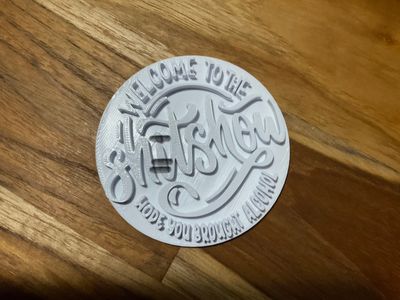 WELCOME TO THE
Shitshow
HOPE YOU BROUGHT ALCOHOL